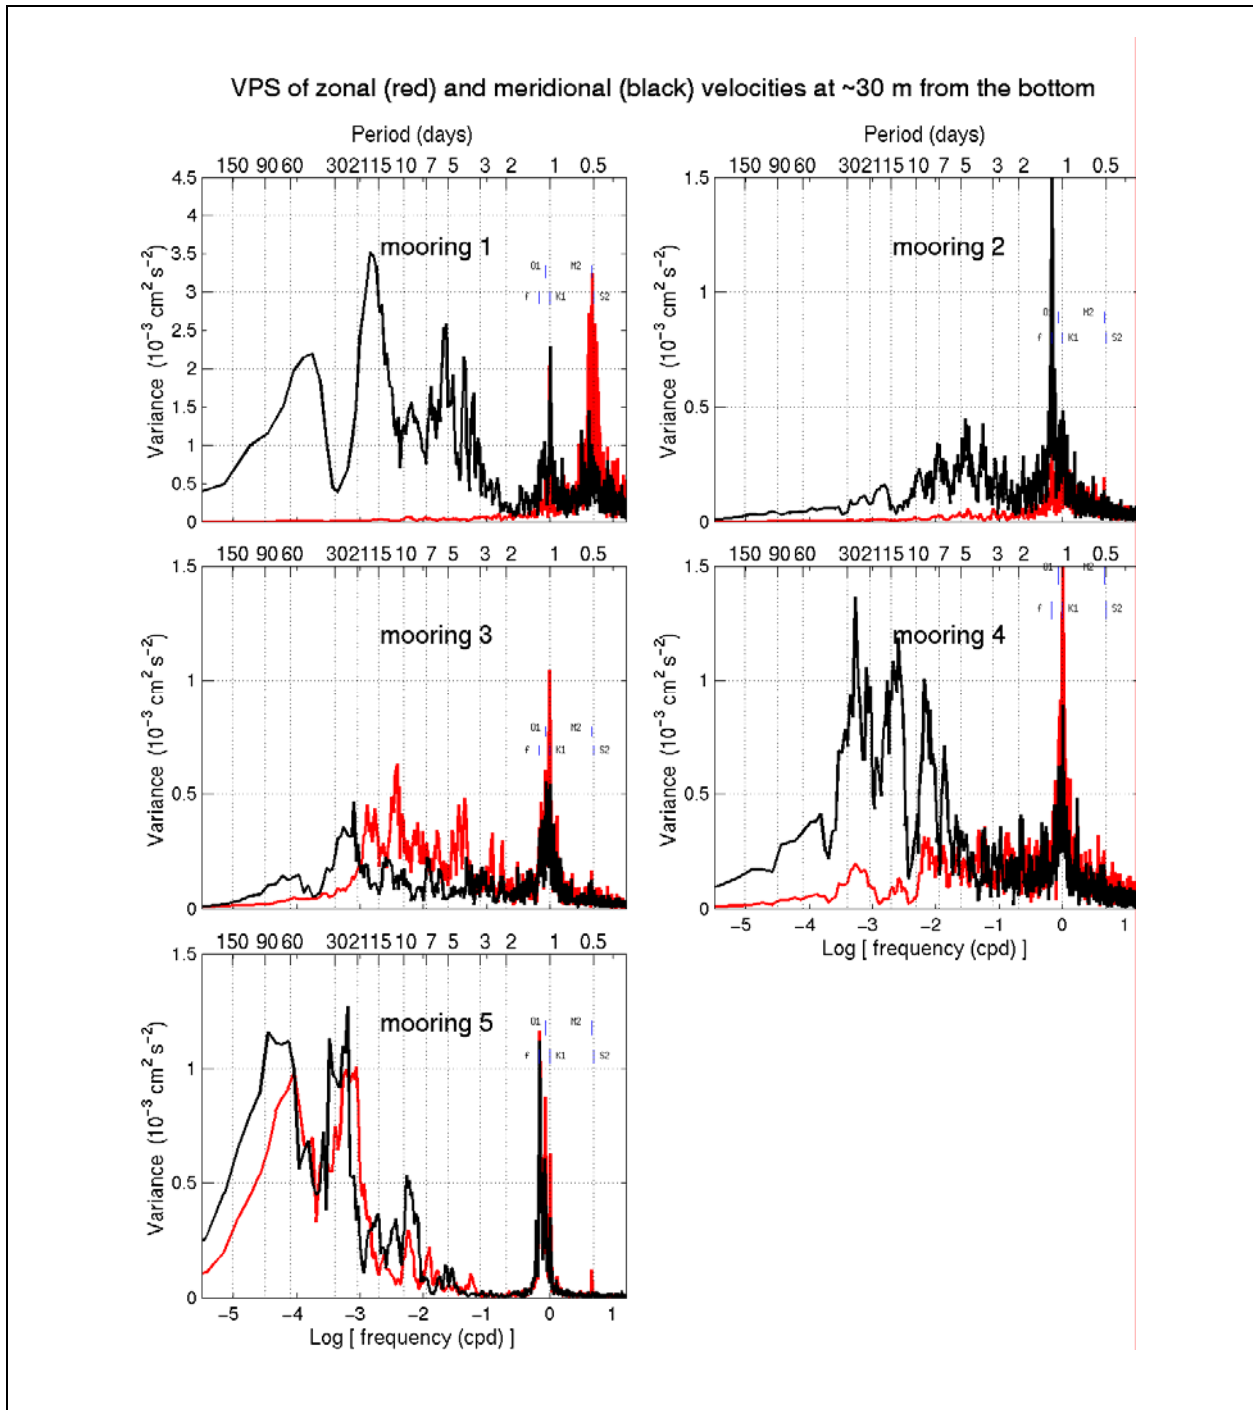 VPS of zonal (red) and meridional (black) velocities at ~30 m from the bottom
Period (days)
150 90 60 30 21 15 10 7 5 3 2 1 0.5
4.5
4
3.5
3
2.5
2
1.5
1
0.5
0
Variance (10⁻³ cm² s⁻²)
mooring 1
O1 M2
f K1 S2
Period (days)
150 90 60 30 21 15 10 7 5 3 2 1 0.5
1.5
1
0.5
0
Variance (10⁻³ cm² s⁻²)
mooring 2
O1 M2
f K1 S2
150 90 60 30 21 15 10 7 5 3 2 1 0.5
1.5
1
0.5
0
Variance (10⁻³ cm² s⁻²)
mooring 3
O1 M2
f K1 S2
150 90 60 30 21 15 10 7 5 3 2 1 0.5
1.5
1
0.5
0
Variance (10⁻³ cm² s⁻²)
mooring 4
O1 M2
f K1 S2
−5 −4 −3 −2 −1 0 1
Log [ frequency (cpd) ]
150 90 60 30 21 15 10 7 5 3 2 1 0.5
1.5
1
0.5
0
Variance (10⁻³ cm² s⁻²)
mooring 5
O1 M2
f K1 S2
−5 −4 −3 −2 −1 0 1
Log [ frequency (cpd) ]